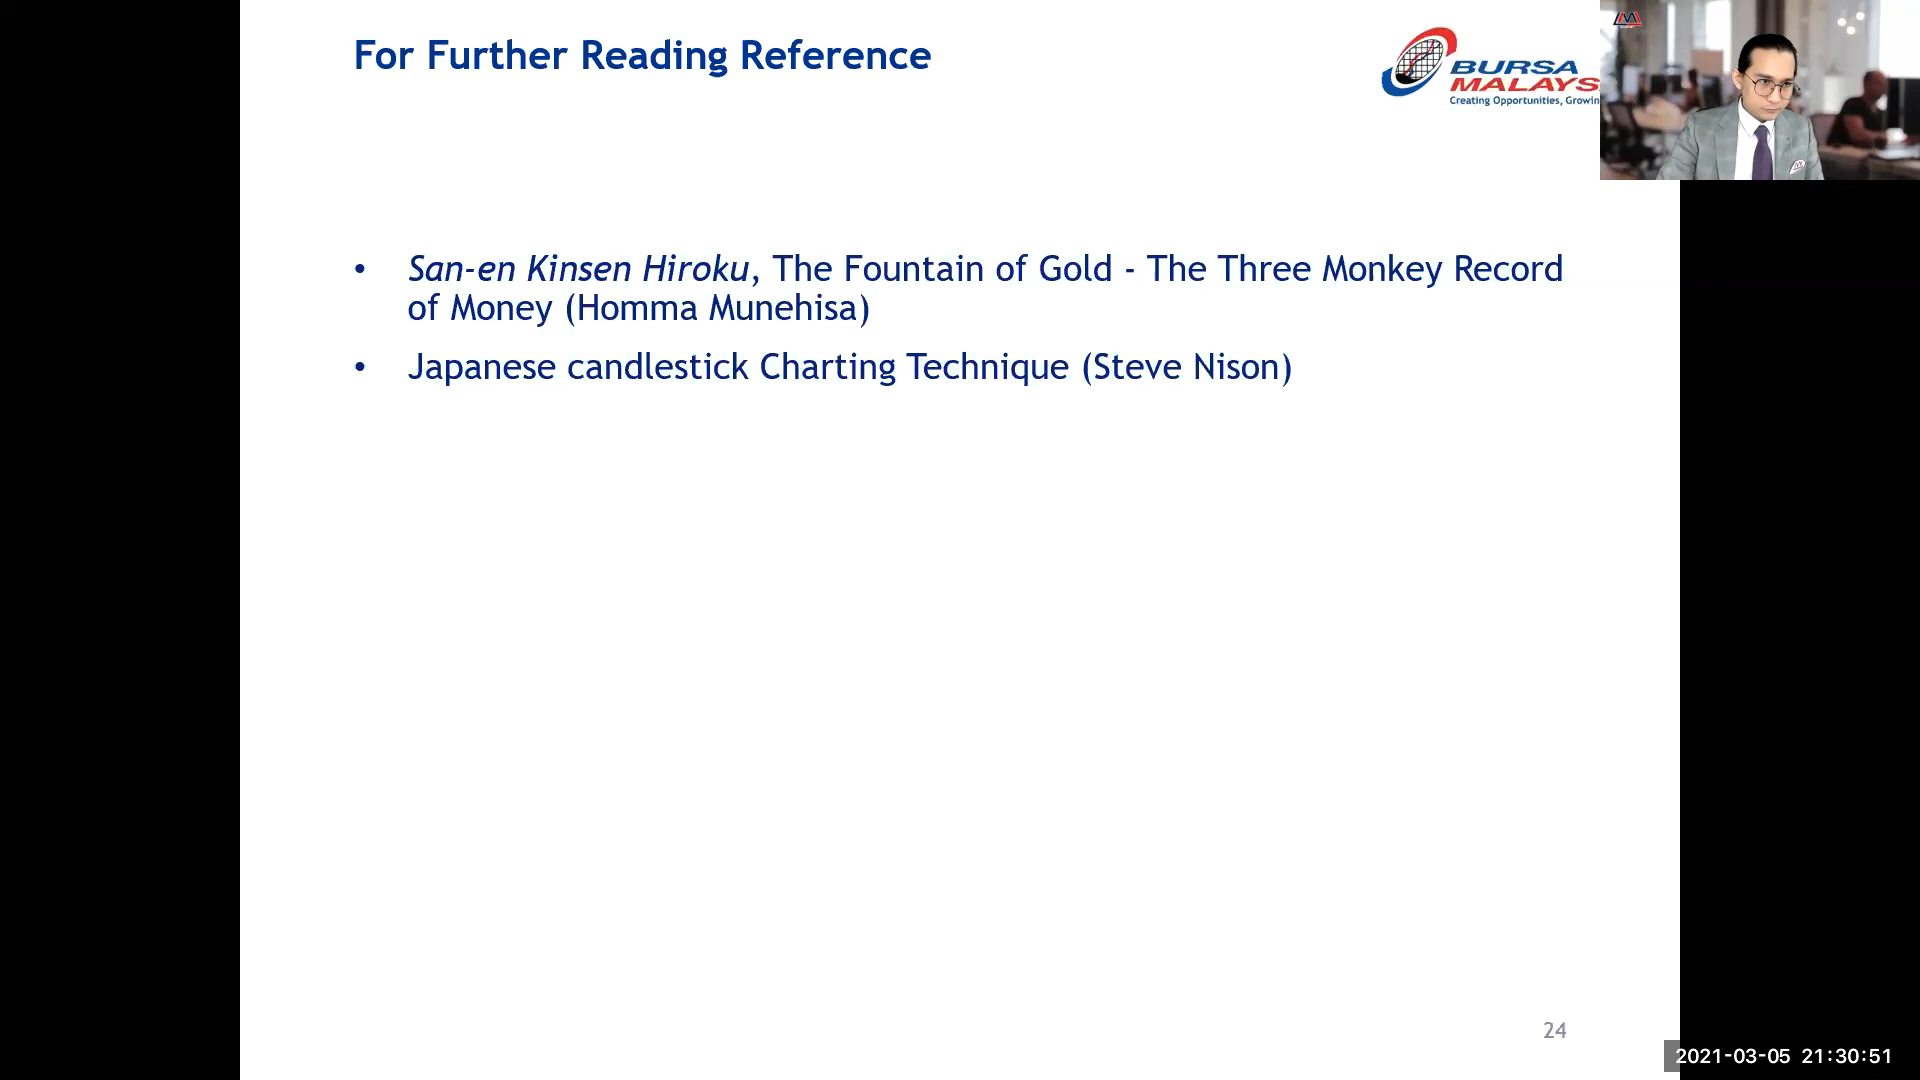 For Further Reading Reference
BURSA
MALAYS
Creating Opportunities, Growin
• San-en Kinsen Hiroku, The Fountain of Gold - The Three Monkey Record
of Money (Homma Munehisa)
• Japanese candlestick Charting Technique (Steve Nison)
24
2021-03-05 21:30:51